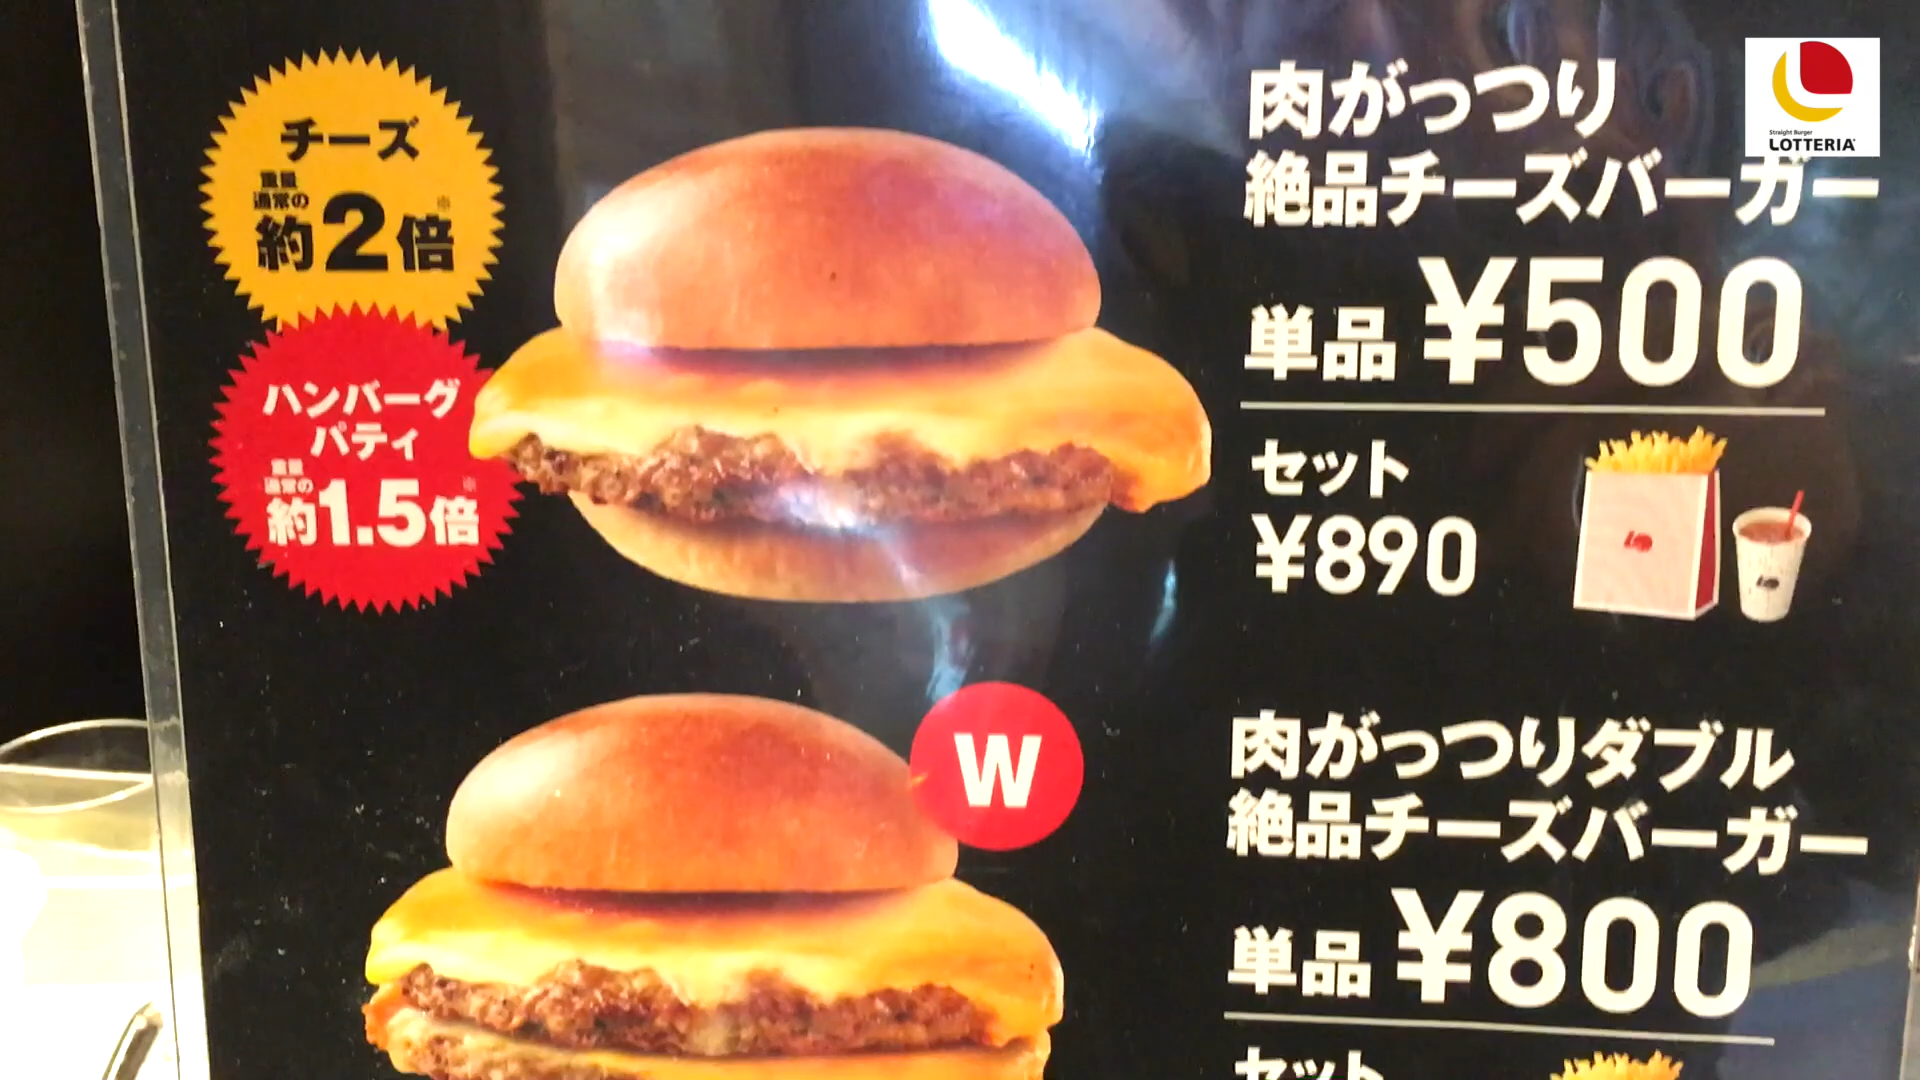 チーズ
重量
通常の
約2倍※
ハンバーグ
パティ
重量
通常の
約1.5倍※
肉がっつり
絶品チーズバーガー
単品 ¥500
セット
¥890
W
肉がっつりダブル
絶品チーズバーガー
単品 ¥800
セット
Straight Burger
LOTTERIA